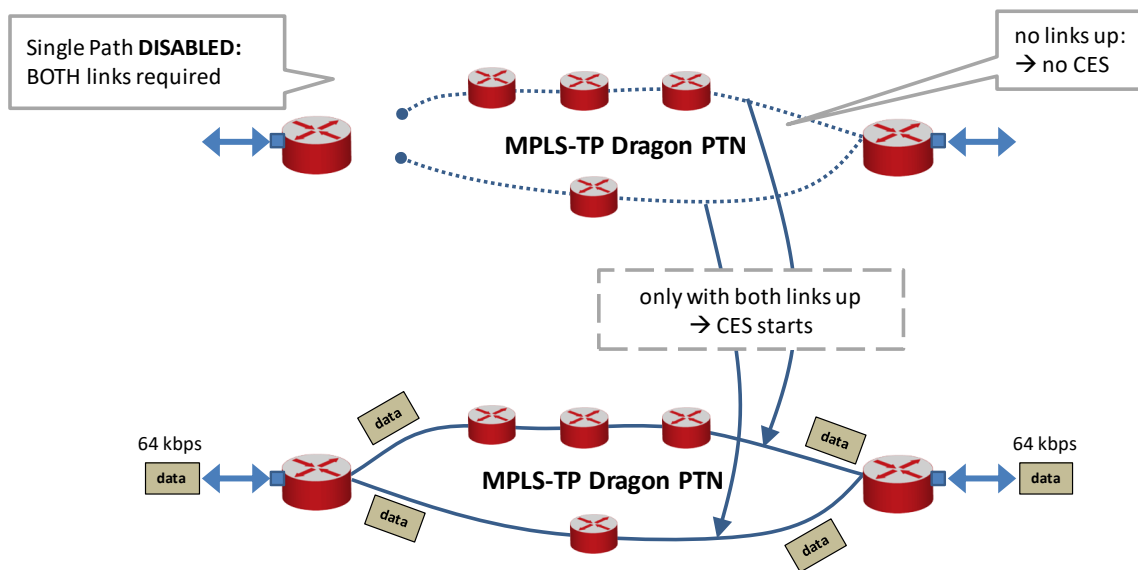 Single Path DISABLED:
BOTH links required
no links up:
→ no CES
MPLS-TP Dragon PTN
only with both links up
→ CES starts
data
data
64 kbps
64 kbps
data
data
MPLS-TP Dragon PTN
data
data